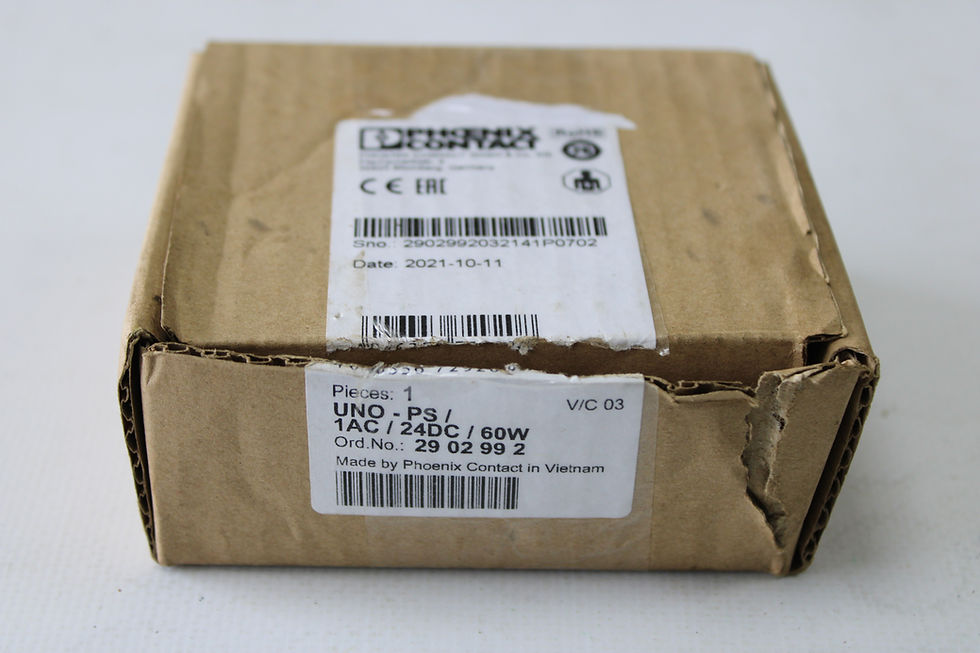 PHOENIX
CONTACT
RoHS
CE EAC
Sno.: 2902992032141P0702
Date: 2021-10-11
Pieces: 1
V/C 03
UNO - PS /
1AC / 24DC / 60W
Ord.No.: 29 02 99 2
Made by Phoenix Contact in Vietnam